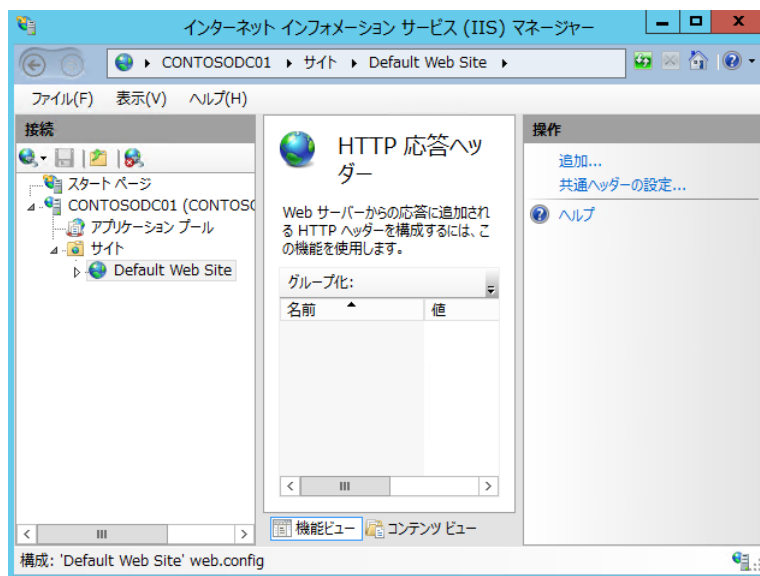 インターネット インフォメーション サービス (IIS) マネージャー
CONTOSODC01 サイト Default Web Site
ファイル(F) 表示(V) ヘルプ(H)
接続
スタート ページ
CONTOSODC01 (CONTOSO
アプリケーション プール
サイト
Default Web Site
HTTP 応答ヘッ
ダー
Web サーバーからの応答に追加され
る HTTP ヘッダーを構成するには、こ
の機能を使用します。
グループ化:
名前 値
機能ビュー コンテンツ ビュー
操作
追加...
共通ヘッダーの設定...
ヘルプ
構成: 'Default Web Site' web.config